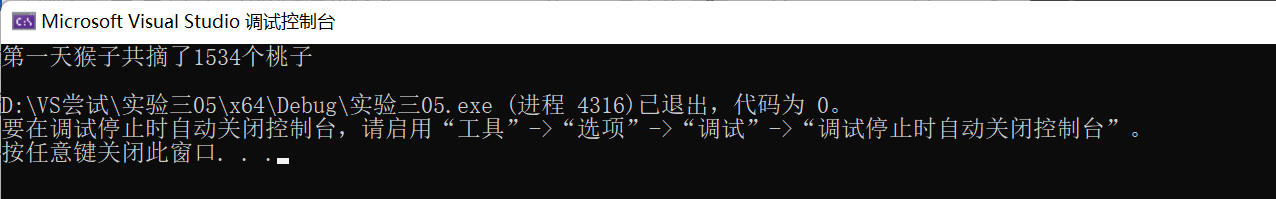 Microsoft Visual Studio 调试控制台
第一天猴子共摘了1534个桃子
D:\VS尝试\实验三05\x64\Debug\实验三05.exe (进程 4316)已退出，代码为 0。
要在调试停止时自动关闭控制台，请启用“工具”->“选项”->“调试”->“调试停止时自动关闭控制台”。
按任意键关闭此窗口. . .